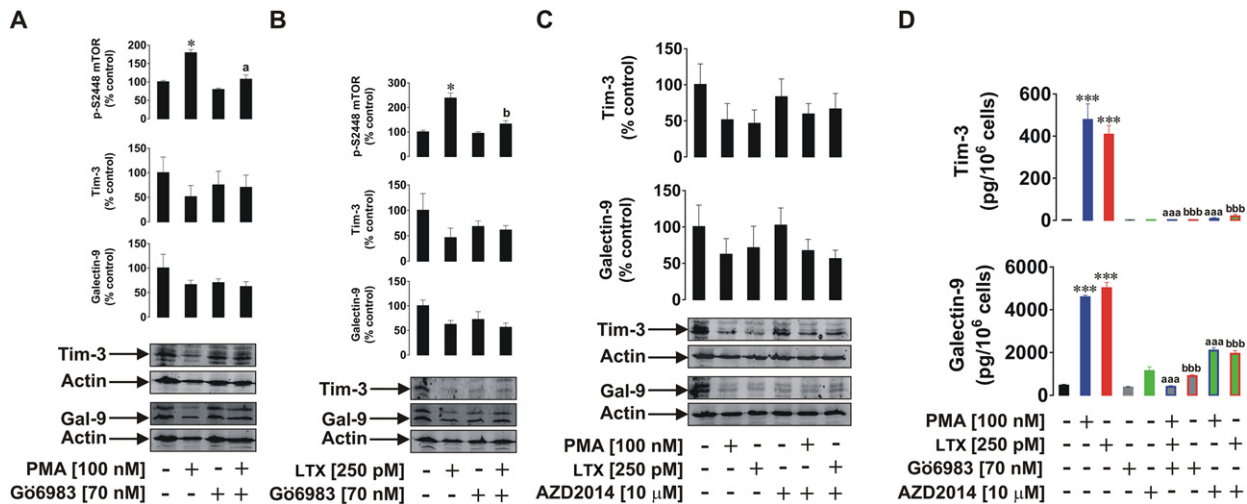 A
p-S2448 mTOR
(% control)
200
150
100
50
0
*
a
Tim-3
(% control)
150
100
50
0
Galectin-9
(% control)
150
100
50
0
Tim-3
Actin
Gal-9
Actin
PMA [100 nM] - + - +
Gö6983 [70 nM] - - + +
B
p-S2448 mTOR
(% control)
300
200
100
0
*
b
Tim-3
(% control)
150
100
50
0
Galectin-9
(% control)
150
100
50
0
Tim-3
Gal-9
Actin
LTX [250 pM] - + - +
Gö6983 [70 nM] - - + +
C
Tim-3
(% control)
150
100
50
0
Galectin-9
(% control)
150
100
50
0
Tim-3
Actin
Gal-9
Actin
PMA [100 nM] - + - - + -
LTX [250 pM] - - + - - +
AZD2014 [10 µM] - - - + + +
D
Tim-3
(pg/10⁶ cells)
600
400
200
0
*** *** aaa bbb aaa bbb
Galectin-9
(pg/10⁶ cells)
6000
4000
2000
0
*** *** aaa bbb aaa bbb
PMA [100 nM] - + - - - + - + -
LTX [250 pM] - - + - - + - - +
Gö6983 [70 nM] - - - + - + + - -
AZD2014 [10 µM] - - - - + - - + +